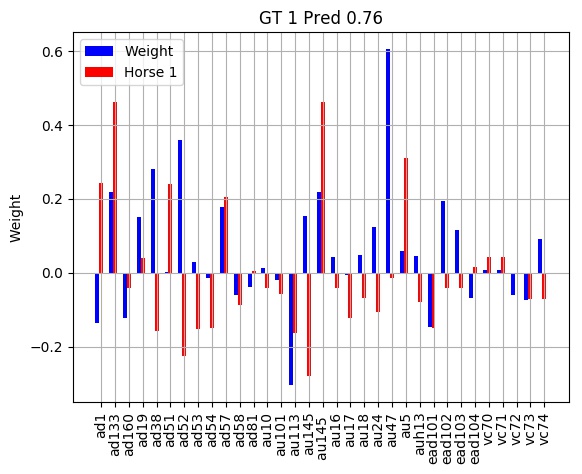 GT 1 Pred 0.76
Weight
Horse 1
Weight
0.6
0.4
0.2
0.0
−0.2
ad1
ad133
ad160
ad19
ad38
ad51
ad52
ad53
ad54
ad57
ad58
ad81
au10
au101
au113
au145
au145
au16
au17
au18
au24
au47
au5
auh13
ead101
ead102
ead103
ead104
vc70
vc71
vc72
vc73
vc74